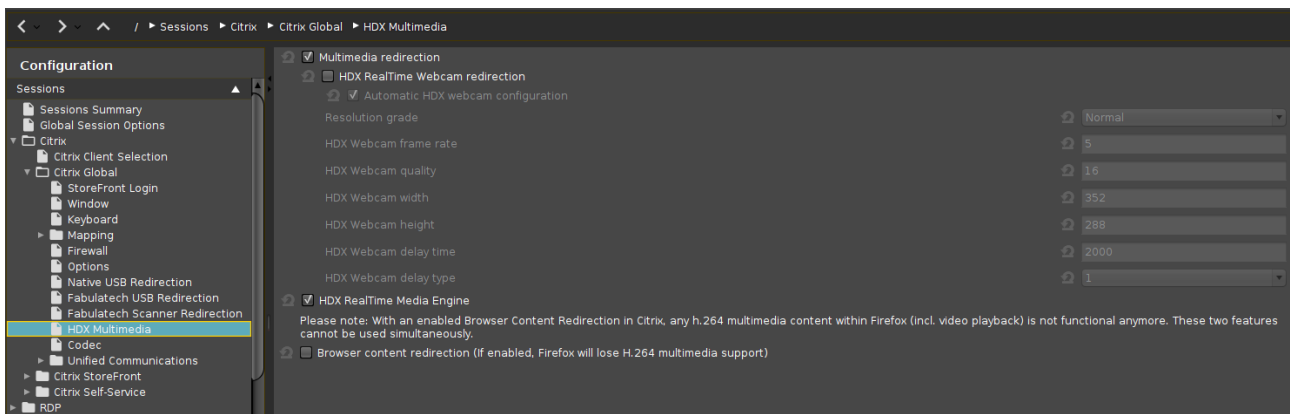 / Sessions Citrix Citrix Global HDX Multimedia
Configuration
Sessions
Sessions Summary
Global Session Options
Citrix
Citrix Client Selection
Citrix Global
StoreFront Login
Window
Keyboard
Mapping
Firewall
Options
Native USB Redirection
Fabulatech USB Redirection
Fabulatech Scanner Redirection
HDX Multimedia
Codec
Unified Communications
Citrix StoreFront
Citrix Self-Service
RDP
Multimedia redirection
HDX RealTime Webcam redirection
Automatic HDX webcam configuration
Resolution grade Normal
HDX Webcam frame rate 5
HDX Webcam quality 16
HDX Webcam width 352
HDX Webcam height 288
HDX Webcam delay time 2000
HDX Webcam delay type 1
HDX RealTime Media Engine
Please note: With an enabled Browser Content Redirection in Citrix, any h.264 multimedia content within Firefox (incl. video playback) is not functional anymore. These two features
cannot be used simultaneously.
Browser content redirection (If enabled, Firefox will lose H.264 multimedia support)